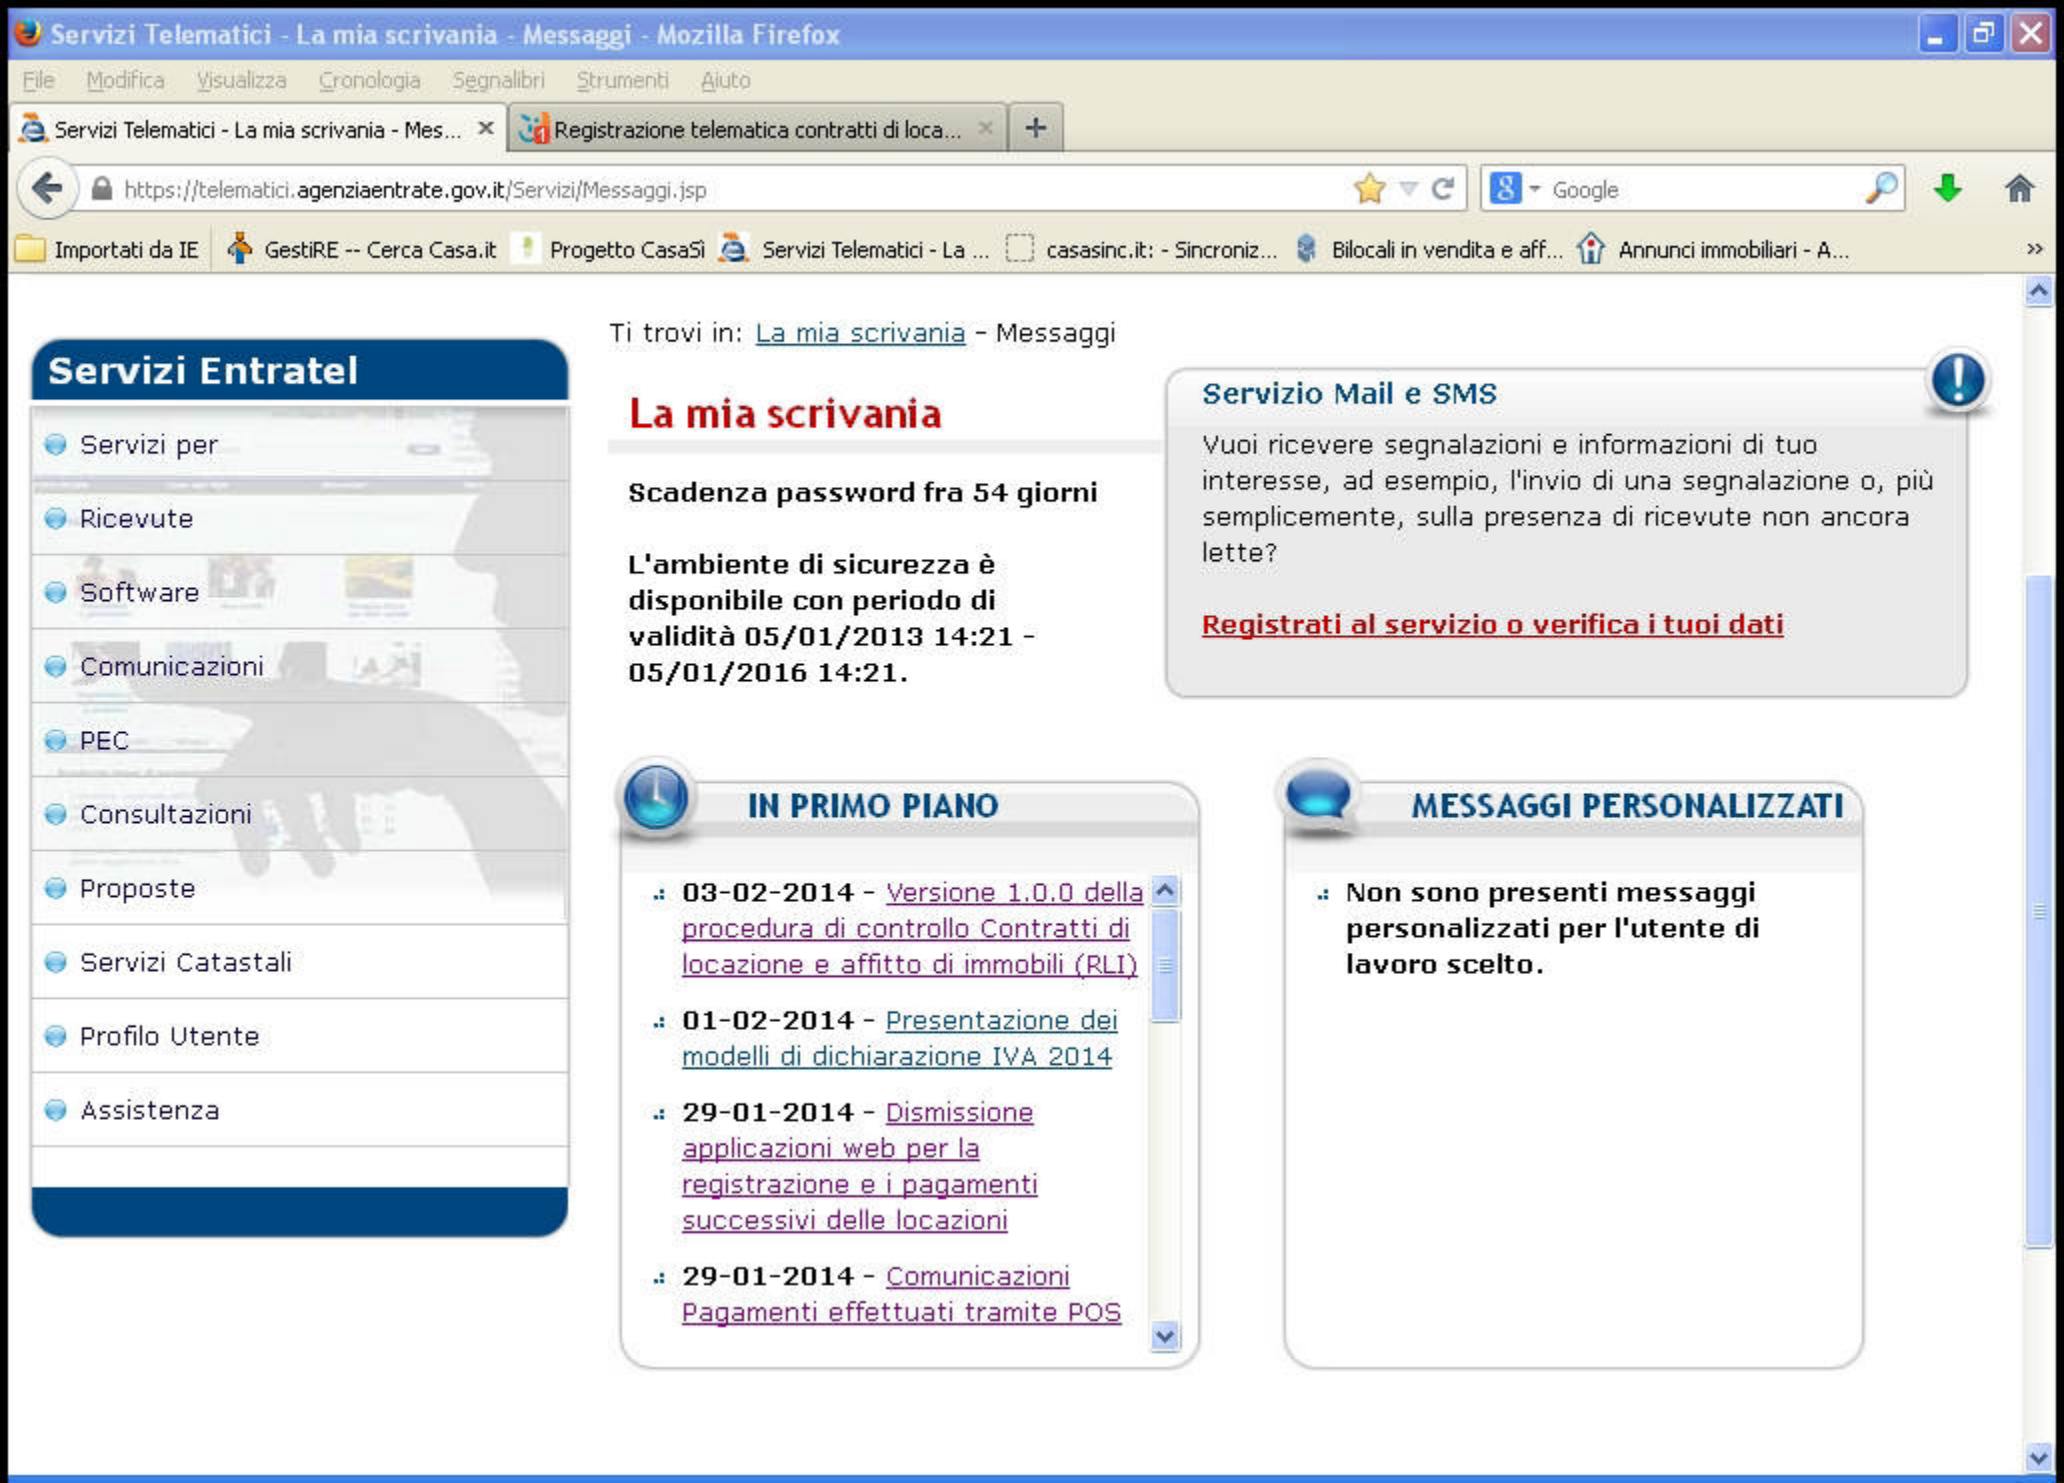 Servizi Telematici - La mia scrivania - Messaggi - Mozilla Firefox
File Modifica Visualizza Cronologia Segnalibri Strumenti Aiuto
Servizi Telematici - La mia scrivania - Mes... Registrazione telematica contratti di loca...
https://telematici.agenziaentrate.gov.it/Servizi/Messaggi.jsp
Google
Importati da IE GestiRE -- Cerca Casa.it Progetto CasaSì Servizi Telematici - La ... casasinc.it: - Sincroniz... Bilocali in vendita e aff... Annunci immobiliari - A...
Ti trovi in: La mia scrivania - Messaggi
Servizi Entratel
Servizi per
Ricevute
Software
Comunicazioni
PEC
Consultazioni
Proposte
Servizi Catastali
Profilo Utente
Assistenza
La mia scrivania
Scadenza password fra 54 giorni
L'ambiente di sicurezza è
disponibile con periodo di
validità 05/01/2013 14:21 -
05/01/2016 14:21.
Servizio Mail e SMS
Vuoi ricevere segnalazioni e informazioni di tuo
interesse, ad esempio, l'invio di una segnalazione o, più
semplicemente, sulla presenza di ricevute non ancora
lette?
Registrati al servizio o verifica i tuoi dati
IN PRIMO PIANO
03-02-2014 - Versione 1.0.0 della
procedura di controllo Contratti di
locazione e affitto di immobili (RLI)
01-02-2014 - Presentazione dei
modelli di dichiarazione IVA 2014
29-01-2014 - Dismissione
applicazioni web per la
registrazione e i pagamenti
successivi delle locazioni
29-01-2014 - Comunicazioni
Pagamenti effettuati tramite POS
MESSAGGI PERSONALIZZATI
Non sono presenti messaggi
personalizzati per l'utente di
lavoro scelto.